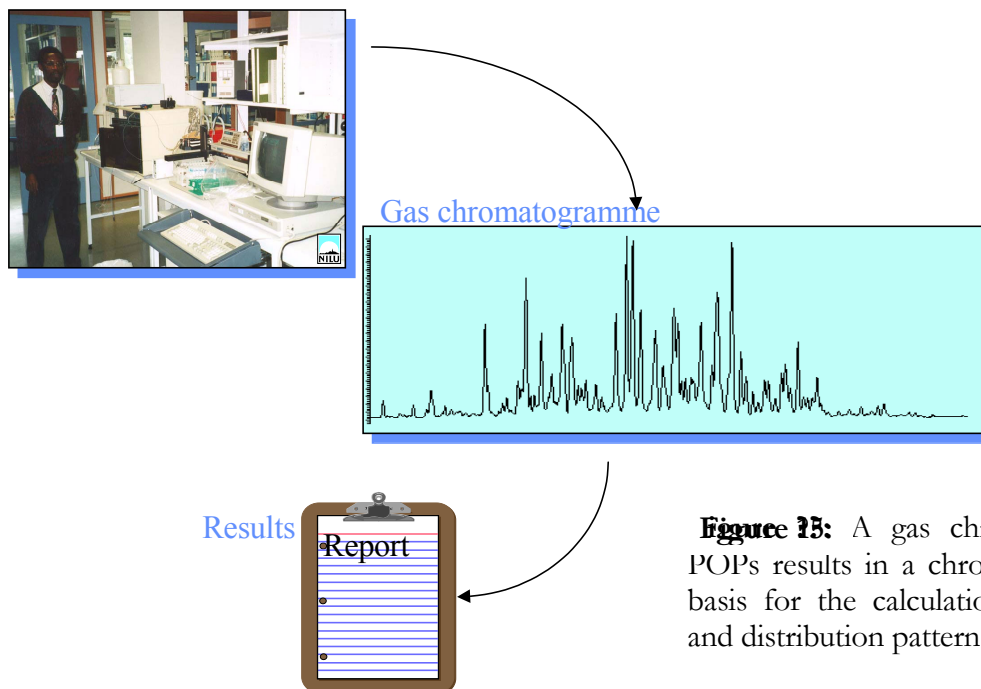 NILU
Gas chromatogramme
Results
Report
A gas ch
POPs results in a chro
basis for the calculatio
and distribution pattern